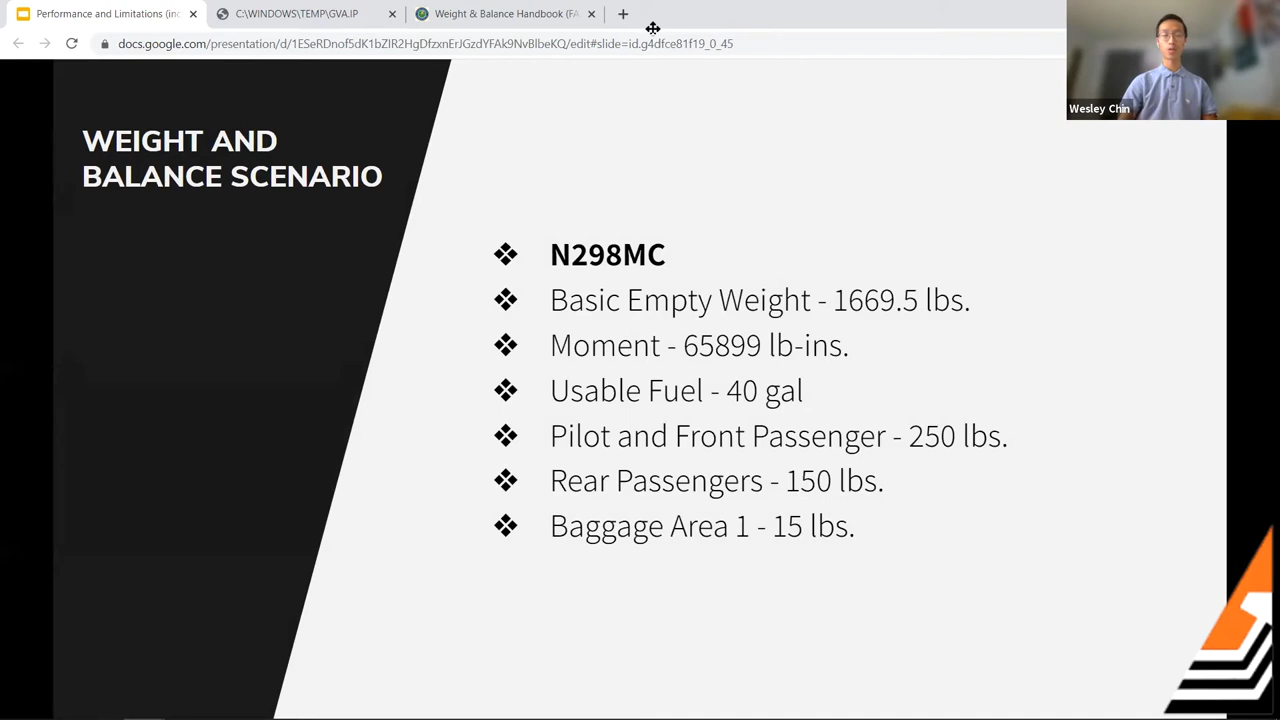 Performance and Limitations (inc
C:\WINDOWS\TEMP\GVA.IP
Weight & Balance Handbook (FA
docs.google.com/presentation/d/1ESeRDnof5dK1bZlR2HgDfzxnErJGzdYFAk9NvBlbeKQ/edit#slide=id.g4dfce81f19_0_45
Wesley Chin
WEIGHT AND
BALANCE SCENARIO
❖ N298MC
❖ Basic Empty Weight - 1669.5 lbs.
❖ Moment - 65899 lb-ins.
❖ Usable Fuel - 40 gal
❖ Pilot and Front Passenger - 250 lbs.
❖ Rear Passengers - 150 lbs.
❖ Baggage Area 1 - 15 lbs.